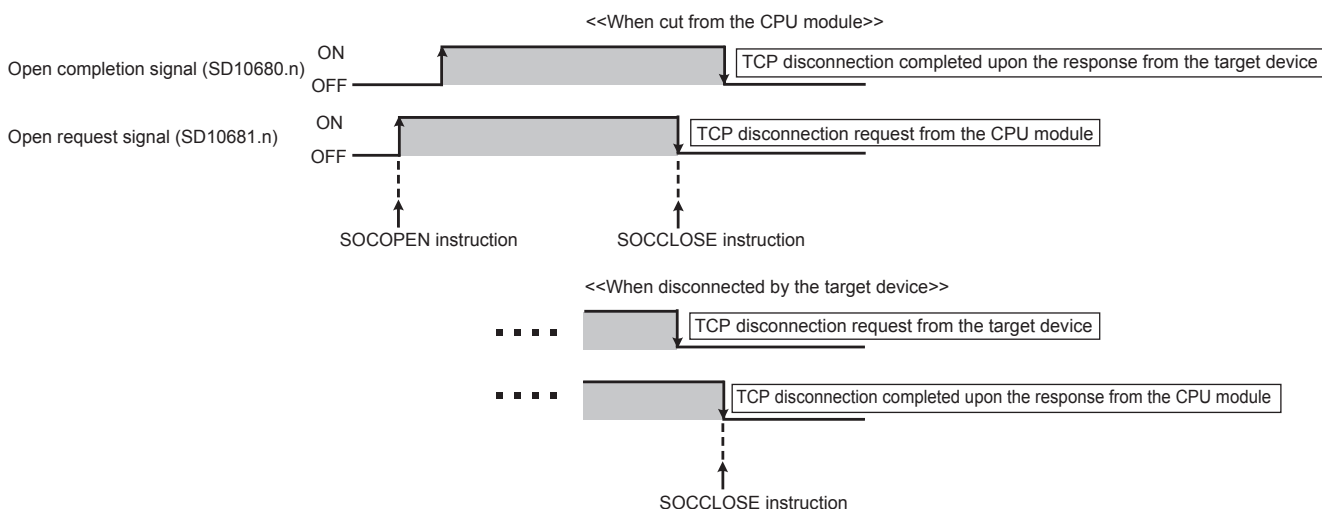 <<When cut from the CPU module>>
ON
Open completion signal (SD10680.n)
OFF
TCP disconnection completed upon the response from the target device
ON
Open request signal (SD10681.n)
OFF
TCP disconnection request from the CPU module
SOCOPEN instruction
SOCCLOSE instruction
<<When disconnected by the target device>>
TCP disconnection request from the target device
TCP disconnection completed upon the response from the CPU module
SOCCLOSE instruction